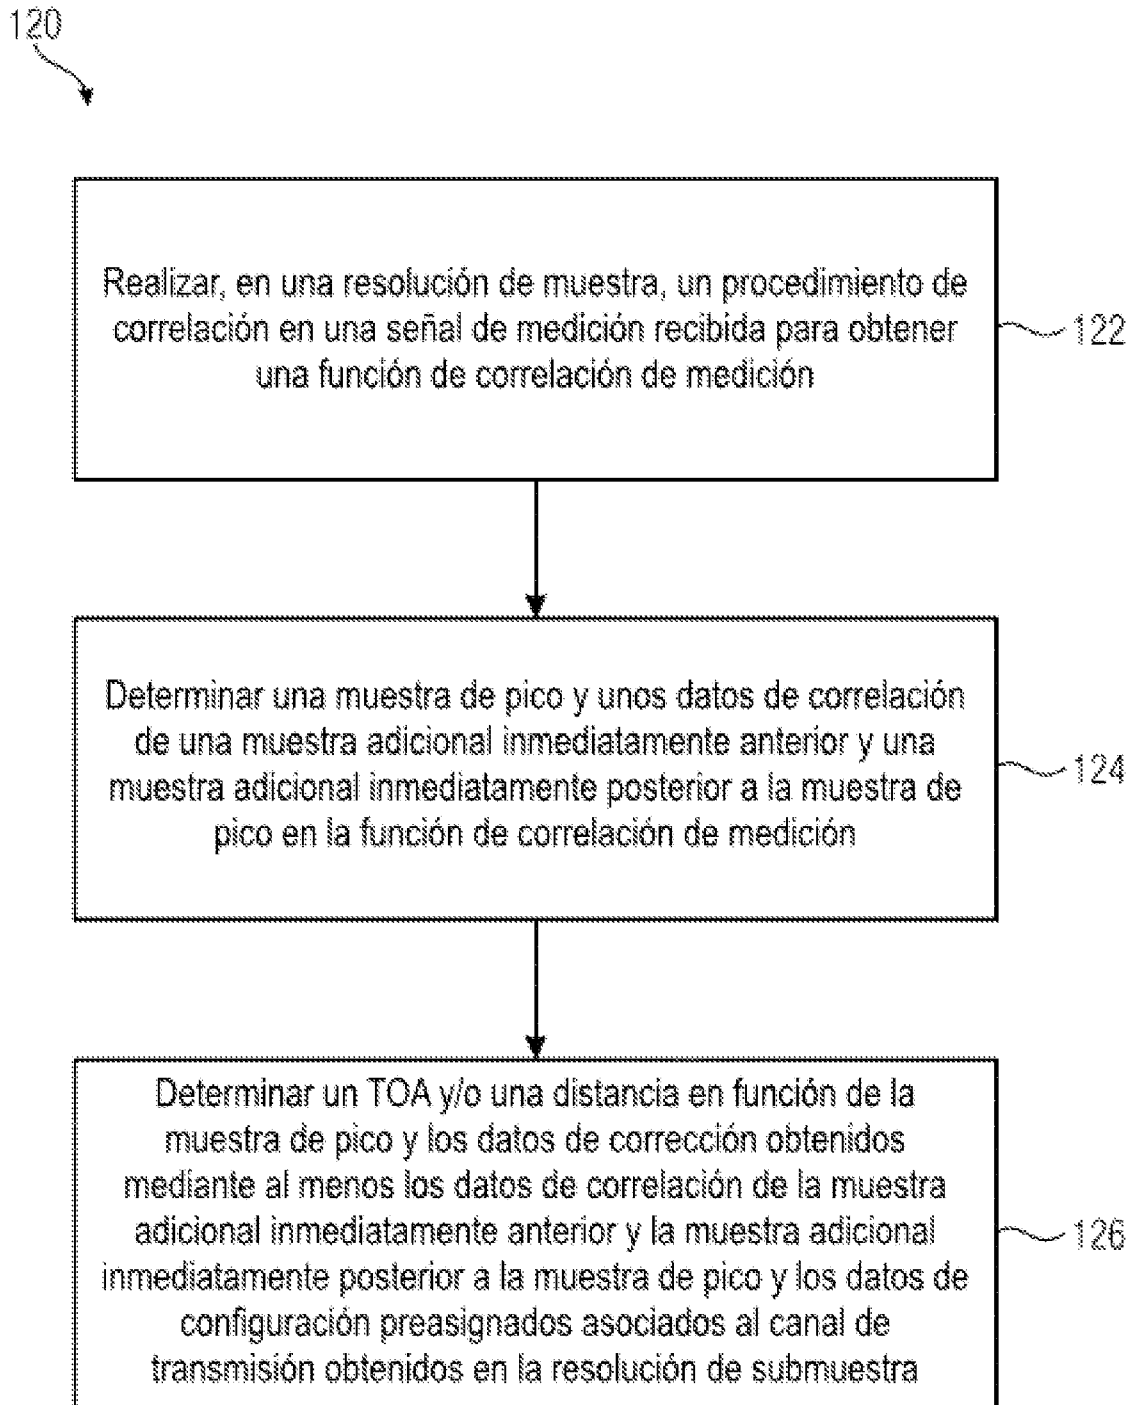 120
Realizar, en una resolución de muestra, un procedimiento de
correlación en una señal de medición recibida para obtener
una función de correlación de medición
122
Determinar una muestra de pico y unos datos de correlación
de una muestra adicional inmediatamente anterior y una
muestra adicional inmediatamente posterior a la muestra de
pico en la función de correlación de medición
124
Determinar un TOA y/o una distancia en función de la
muestra de pico y los datos de corrección obtenidos
mediante al menos los datos de correlación de la muestra
adicional inmediatamente anterior y la muestra adicional
inmediatamente posterior a la muestra de pico y los datos de
configuración preasignados asociados al canal de
transmisión obtenidos en la resolución de submuestra
126